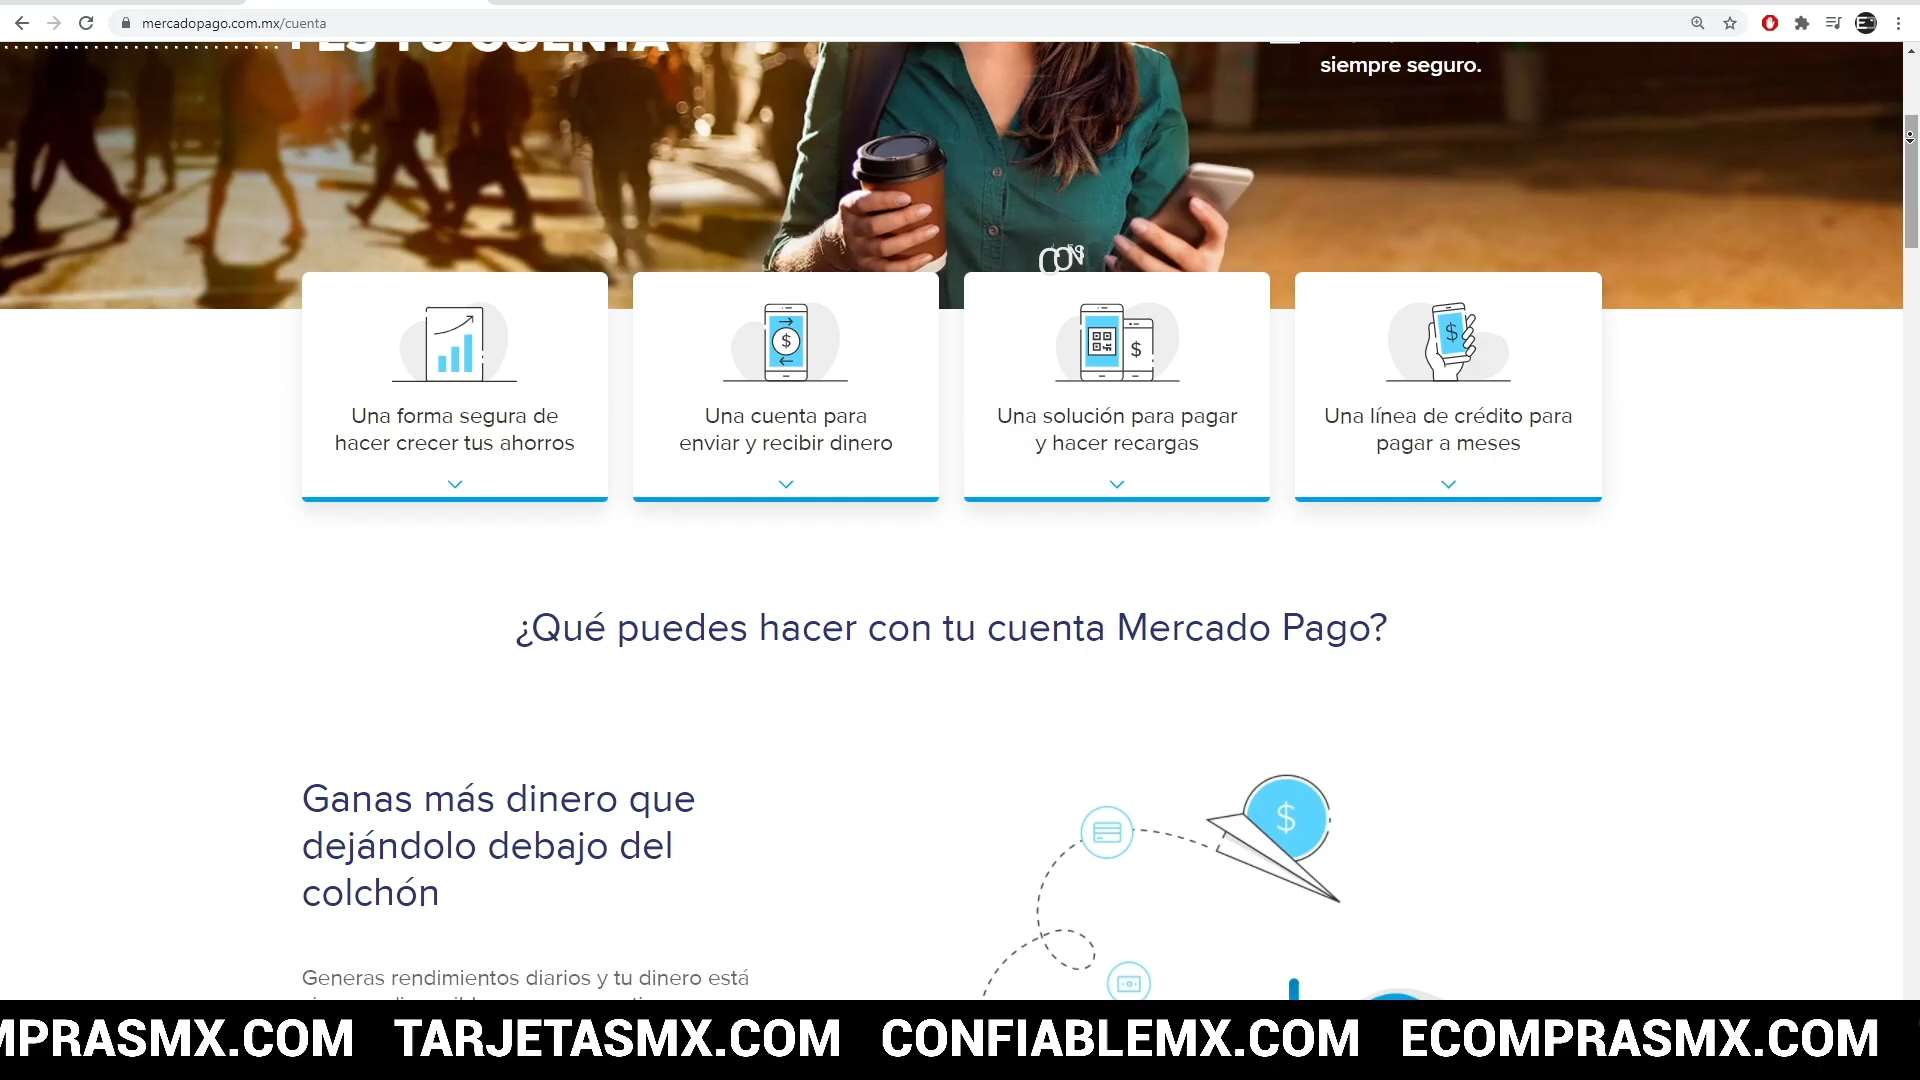 mercadopago.com.mx/cuenta
siempre seguro.
Una forma segura de
hacer crecer tus ahorros
Una cuenta para
enviar y recibir dinero
Una solución para pagar
y hacer recargas
Una línea de crédito para
pagar a meses
¿Qué puedes hacer con tu cuenta Mercado Pago?
Ganas más dinero que
dejándolo debajo del
colchón
Generas rendimientos diarios y tu dinero está
MPRASMX.COM TARJETASMX.COM CONFIABLEMX.COM ECOMPRASMX.COM